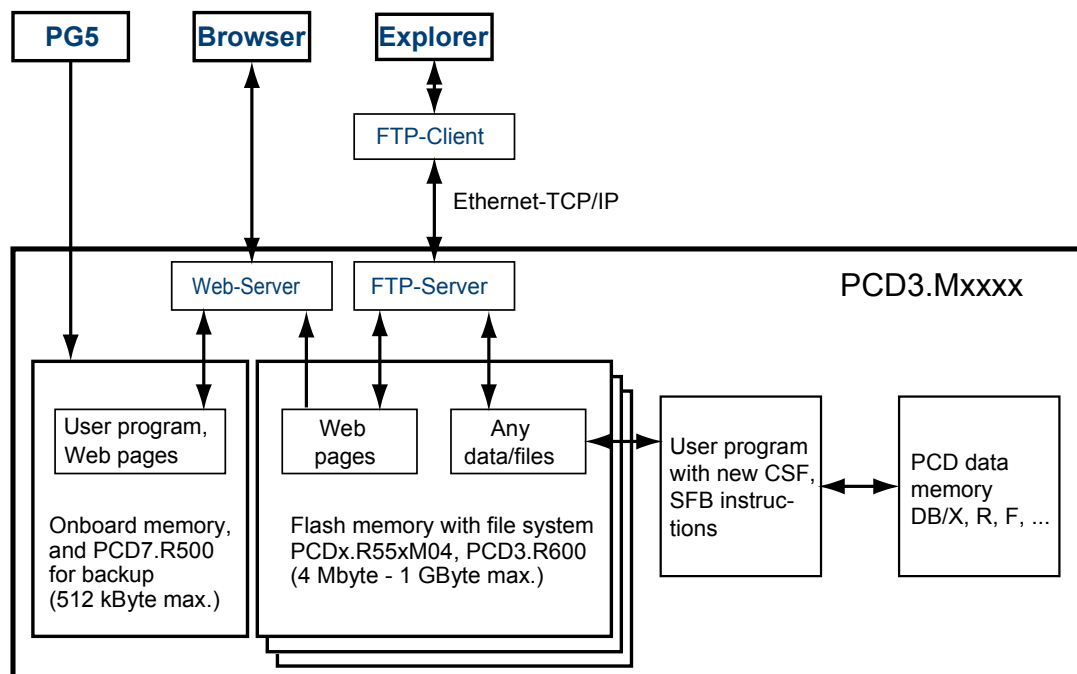 PG5
Browser
Explorer
FTP-Client
Ethernet-TCP/IP
Web-Server
FTP-Server
PCD3.Mxxxx
User program,
Web pages
Onboard memory,
and PCD7.R500
for backup
(512 kByte max.)
Web
pages
Any
data/files
Flash memory with file system
PCDx.R55xM04, PCD3.R600
(4 Mbyte - 1 GByte max.)
User program
with new CSF,
SFB instruc-
tions
PCD data
memory
DB/X, R, F, ...